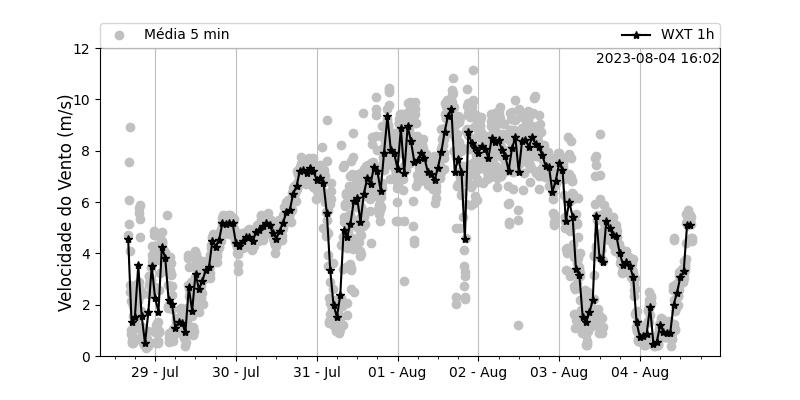 Média 5 min
WXT 1h
2023-08-04 16:02
Velocidade do Vento (m/s)
12
10
8
6
4
2
0
29 - Jul
30 - Jul
31 - Jul
01 - Aug
02 - Aug
03 - Aug
04 - Aug